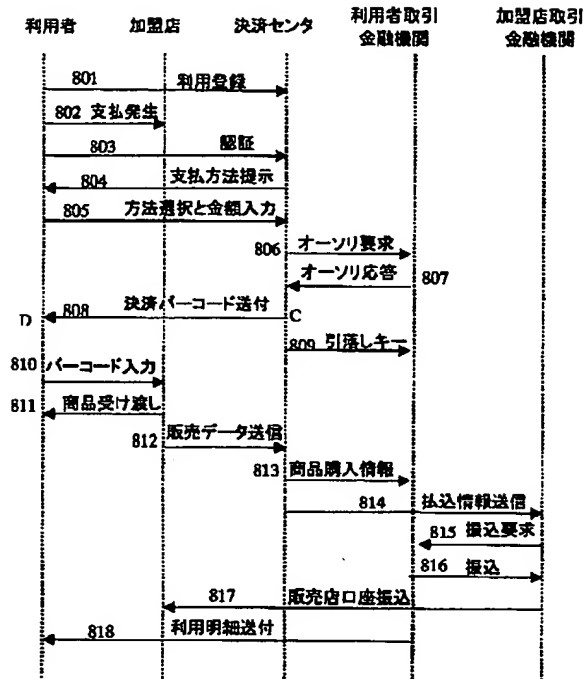 利用者 加盟店 決済センタ 利用者取引金融機関 加盟店取引金融機関
801 利用登録
802 支払発生
803 認証
804 支払方法提示
805 方法選択と金額入力
806 オーソリ要求
オーソリ応答 807
D 808 決済バーコード送付 C
809 引落しキー
810 バーコード入力
811 商品受け渡し
812 販売データ送信
813 商品購入情報
814 払込情報送信
815 振込要求
816 振込
817 販売店口座振込
818 利用明細送付